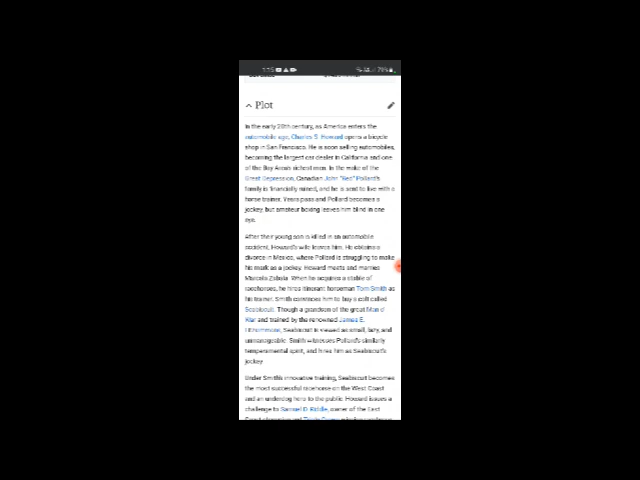 Plot
In the early 20th century, as America enters the
automobile age, Charles S. Howard opens a bicycle
shop in San Francisco. He is soon selling automobiles,
becoming the largest car dealer in California and one
of the Bay Area's richest men. In the wake of the
Great Depression, Canadian John "Red" Pollard's
family is financially ruined, and he is sent to live with a
horse trainer. Years pass and Pollard becomes a
jockey, but amateur boxing leaves him blind in one
eye.
After their young son is killed in an automobile
accident, Howard's wife leaves him. He obtains a
divorce in Mexico, where Pollard is struggling to make
his mark as a jockey. Howard meets and marries
Marcela Zabala. When he acquires a stable of
racehorses, he hires itinerant horseman Tom Smith as
his trainer. Smith convinces him to buy a colt called
Seabiscuit. Though a grandson of the great Man o'
War and trained by the renowned James E.
Fitzsimmons, Seabiscuit is viewed as small, lazy, and
unmanageable. Smith witnesses Pollard's similarly
temperamental spirit, and hires him as Seabiscuit's
jockey.
Under Smith's innovative training, Seabiscuit becomes
the most successful racehorse on the West Coast
and an underdog hero to the public. Howard issues a
challenge to Samuel D. Riddle, owner of the East